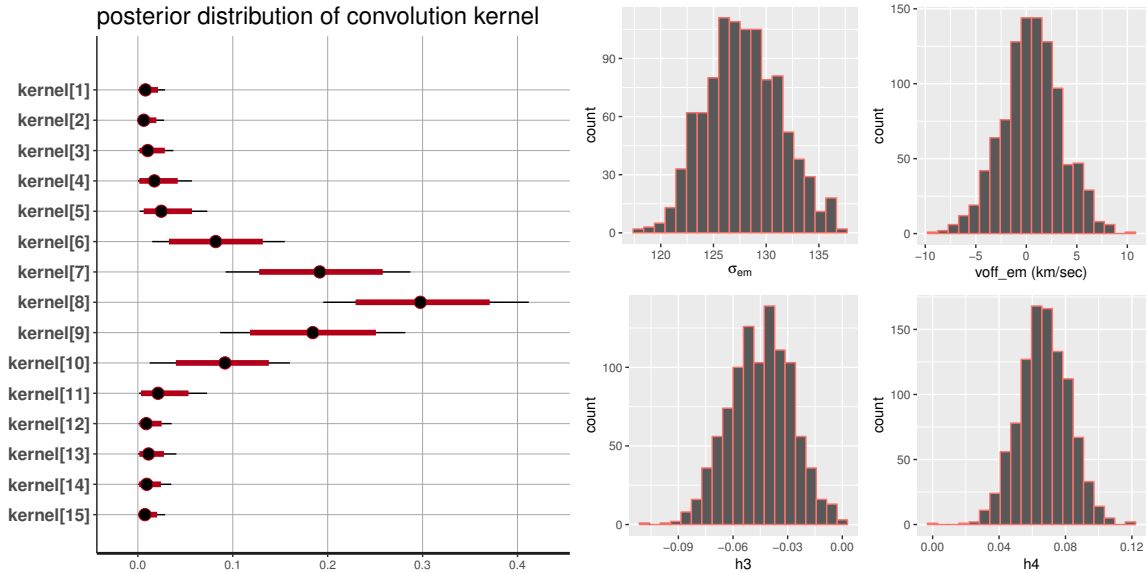 posterior distribution of convolution kernel
kernel[1]
kernel[2]
kernel[3]
kernel[4]
kernel[5]
kernel[6]
kernel[7]
kernel[8]
kernel[9]
kernel[10]
kernel[11]
kernel[12]
kernel[13]
kernel[14]
kernel[15]
0.0 0.1 0.2 0.3 0.4
count
90
60
30
0
120 125 130 135
σem
count
150
100
50
0
−10 −5 0 5 10
voff_em (km/sec)
count
100
50
0
−0.09 −0.06 −0.03 0.00
h3
count
150
100
50
0
0.00 0.04 0.08 0.12
h4